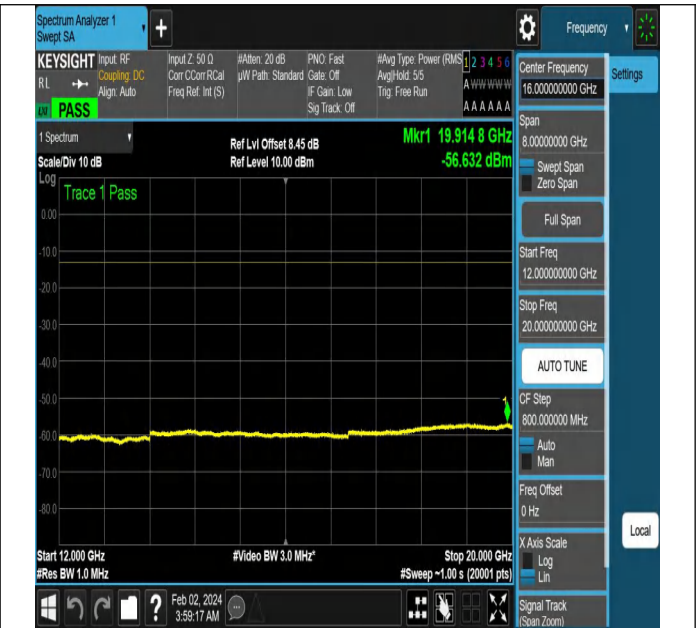 Spectrum Analyzer 1
Swept SA
+
Frequency
KEYSIGHT
RL
Input: RF
Coupling: DC
Align: Auto
Input Z: 50 Ω
Corr CCorr RCal
Freq Ref: Int (S)
#Atten: 20 dB
µW Path: Standard
PNO: Fast
Gate: Off
IF Gain: Low
Sig Track: Off
#Avg Type: Power (RMS
Avg|Hold: 5/5
Trig: Free Run
1 2 3 4 5 6
A W W W W W
A A A A A A
PASS
1 Spectrum
Scale/Div 10 dB
Ref Lvl Offset 8.45 dB
Ref Level 10.00 dBm
Mkr1 19.914 8 GHz
-56.632 dBm
Log
Trace 1 Pass
0.00
-10.0
-20.0
-30.0
-40.0
-50.0
-60.0
-70.0
-80.0
1
Start 12.000 GHz
#Res BW 1.0 MHz
#Video BW 3.0 MHz*
Stop 20.000 GHz
#Sweep ~1.00 s (20001 pts)
?
Feb 02, 2024
3:59:17 AM
Center Frequency
16.000000000 GHz
Settings
Span
8.00000000 GHz
Swept Span
Zero Span
Full Span
Start Freq
12.000000000 GHz
Stop Freq
20.000000000 GHz
AUTO TUNE
CF Step
800.000000 MHz
Auto
Man
Freq Offset
0 Hz
X Axis Scale
Log
Lin
Local
Signal Track
(Span Zoom)